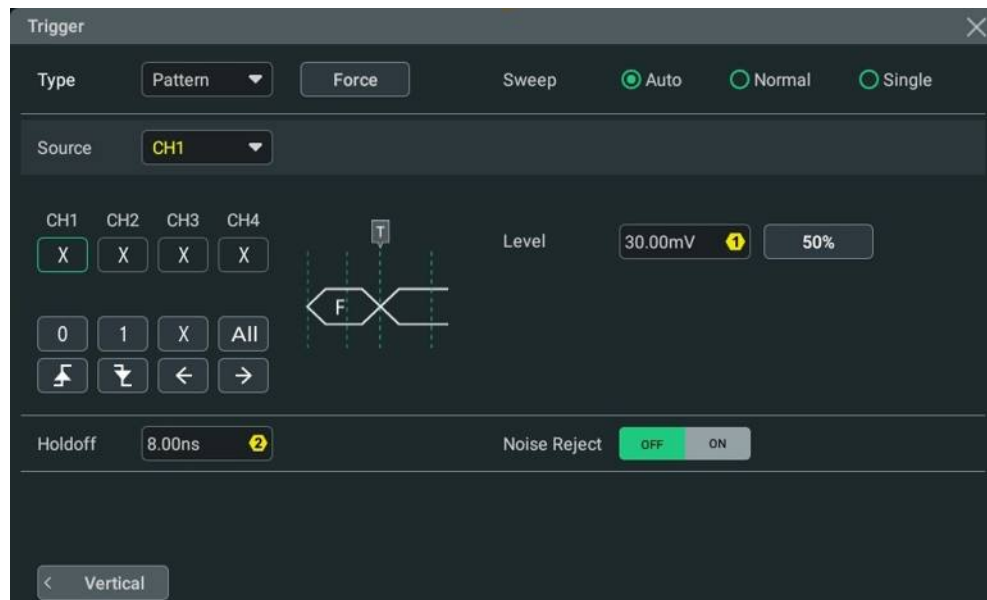 Trigger
Type Pattern Force Sweep Auto Normal Single
Source CH1
CH1 CH2 CH3 CH4
X X X X
T
Level 30.00mV 1 50%
F
0 1 X All
Holdoff 8.00ns 2 Noise Reject OFF ON
< Vertical